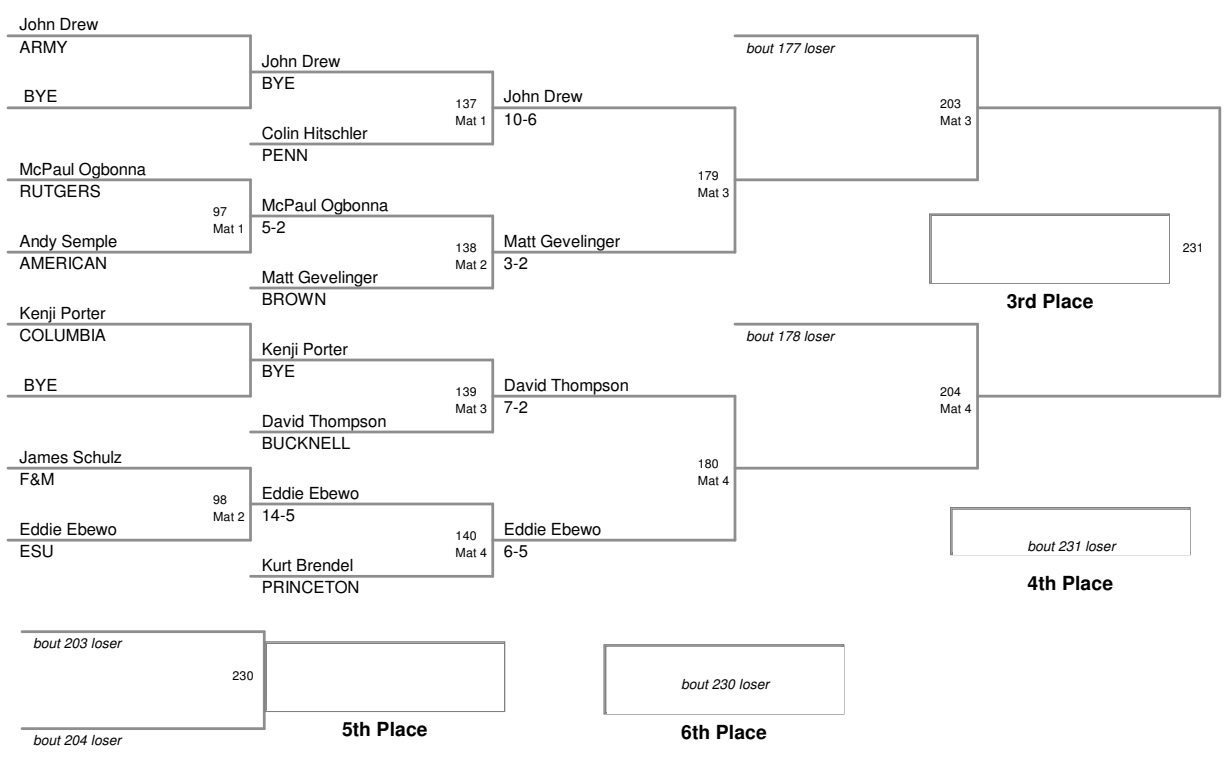 John Drew
ARMY
BYE
McPaul Ogbonna
RUTGERS
97
Mat 1
Andy Semple
AMERICAN
Kenji Porter
COLUMBIA
BYE
James Schulz
F&M
98
Mat 2
Eddie Ebewo
ESU
John Drew
BYE
137
Mat 1
Colin Hitschler
PENN
McPaul Ogbonna
5-2
138
Mat 2
Matt Gevelinger
BROWN
Kenji Porter
BYE
139
Mat 3
David Thompson
BUCKNELL
Eddie Ebewo
14-5
140
Mat 4
Kurt Brendel
PRINCETON
John Drew
10-6
179
Mat 3
Matt Gevelinger
3-2
David Thompson
7-2
180
Mat 4
Eddie Ebewo
6-5
bout 177 loser
203
Mat 3
bout 178 loser
204
Mat 4
231
3rd Place
bout 231 loser
4th Place
bout 203 loser
230
bout 204 loser
5th Place
bout 230 loser
6th Place